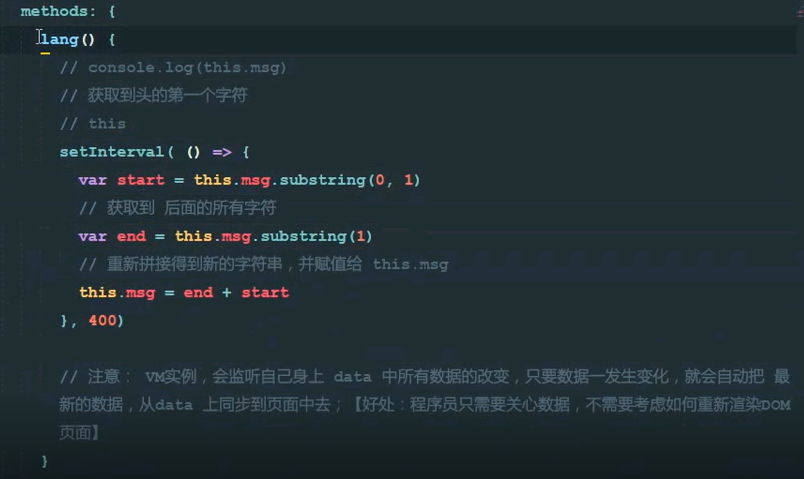 methods: {
lang() {
// console.log(this.msg)
// 获取到头的第一个字符
// this
setInterval( () => {
var start = this.msg.substring(0, 1)
// 获取到 后面的所有字符
var end = this.msg.substring(1)
// 重新拼接得到新的字符串，并赋值给 this.msg
this.msg = end + start
}, 400)
// 注意： VM实例，会监听自己身上 data 中所有数据的改变，只要数据一发生变化，就会自动把 最
新的数据，从data 上同步到页面中去；【好处：程序员只需要关心数据，不需要考虑如何重新渲染DOM
页面】
}